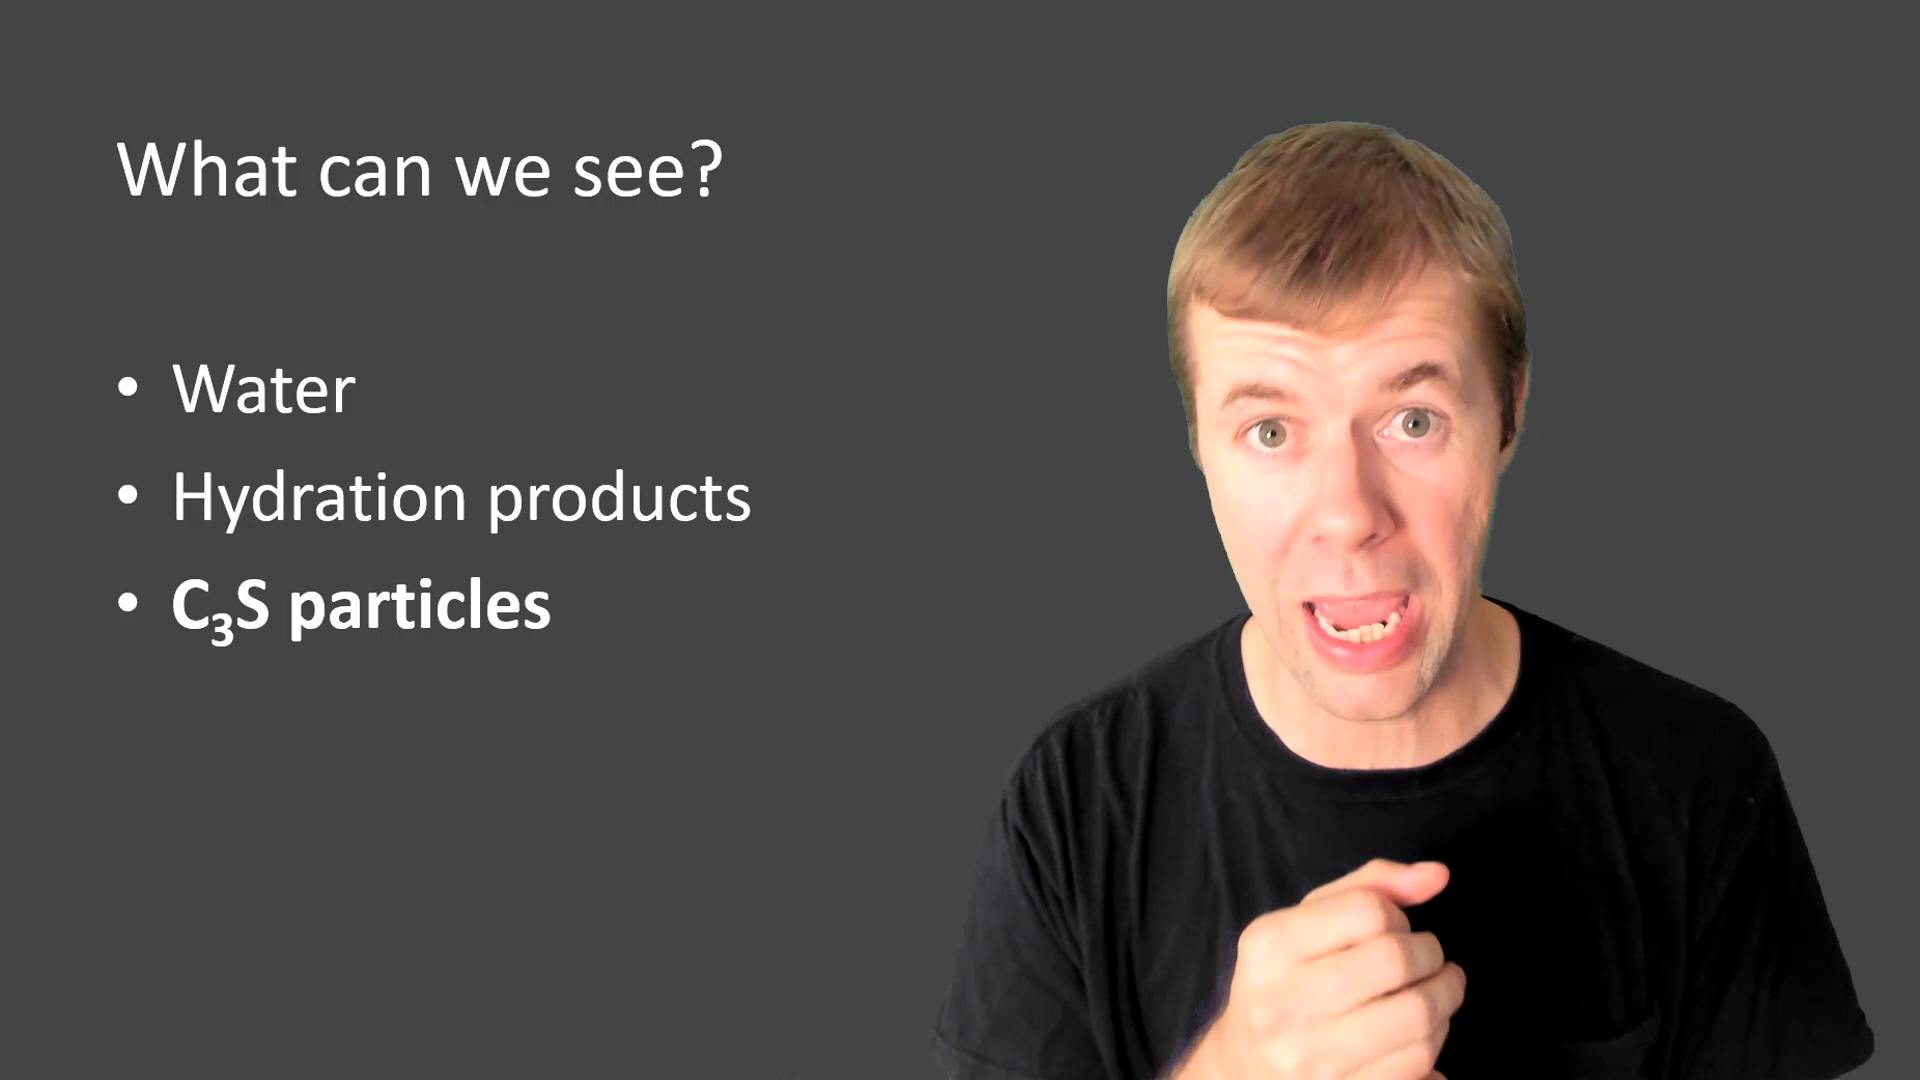 What can we see?
• Water
• Hydration products
• C₃S particles